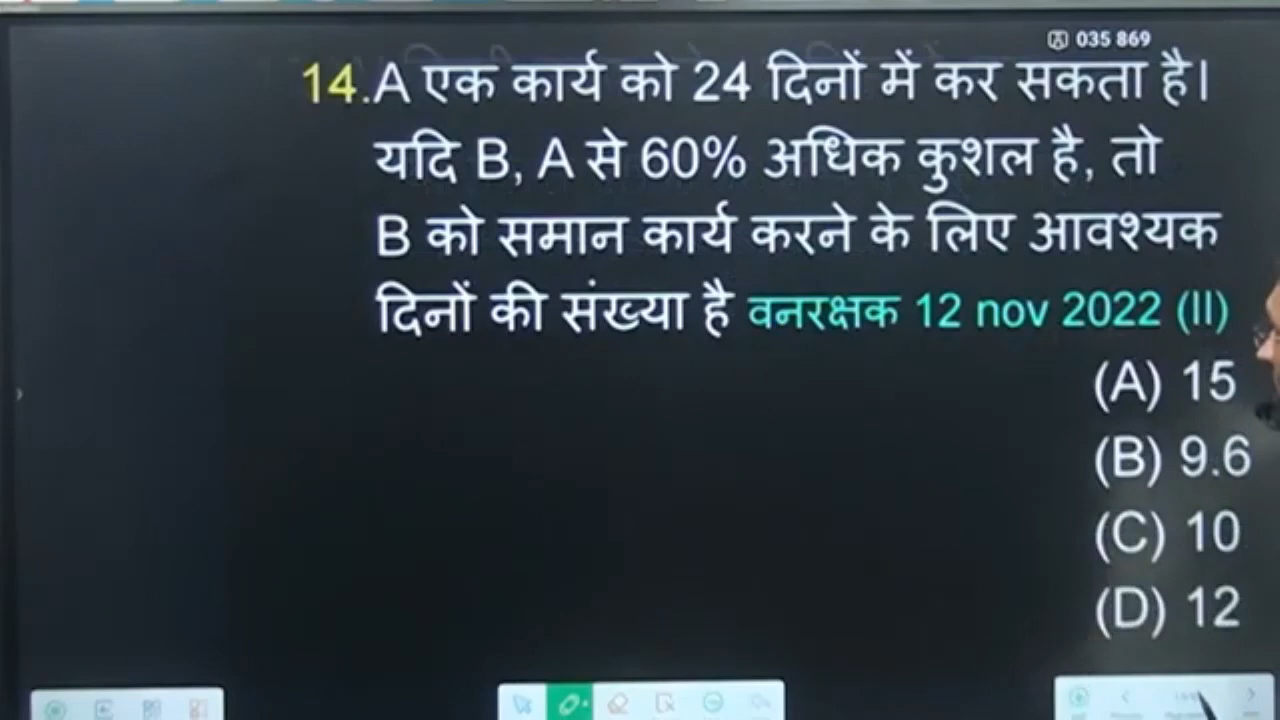 035 869
14.A एक कार्य को 24 दिनों में कर सकता है।
यदि B, A से 60% अधिक कुशल है, तो
B को समान कार्य करने के लिए आवश्यक
दिनों की संख्या है वनरक्षक 12 nov 2022 (II)
(A) 15
(B) 9.6
(C) 10
(D) 12